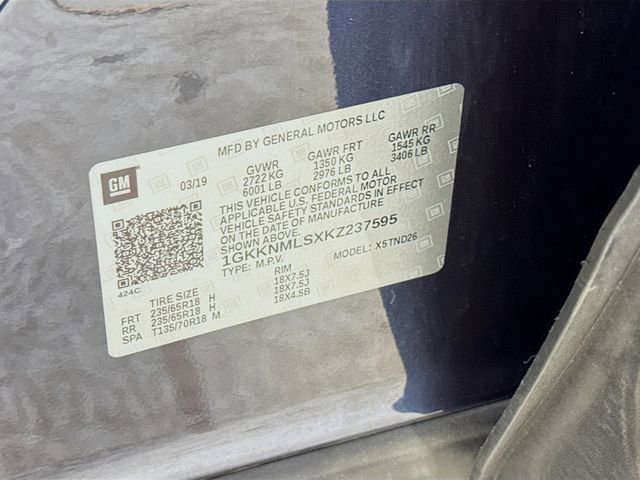 MFD BY GENERAL MOTORS LLC
GM
03/19
GVWR GAWR FRT GAWR RR
2722 KG 1350 KG 1545 KG
6001 LB 2976 LB 3406 LB
THIS VEHICLE CONFORMS TO ALL
APPLICABLE U.S. FEDERAL MOTOR
VEHICLE SAFETY STANDARDS IN EFFECT
ON THE DATE OF MANUFACTURE
SHOWN ABOVE.
1GKKNMLSXKZ237595
TYPE: M.P.V. MODEL: X5TND26
424C
TIRE SIZE RIM
FRT 235/65R18 H 18X7.5J
RR 235/65R18 H 18X7.5J
SPA T135/70R18 M 18X4.5B